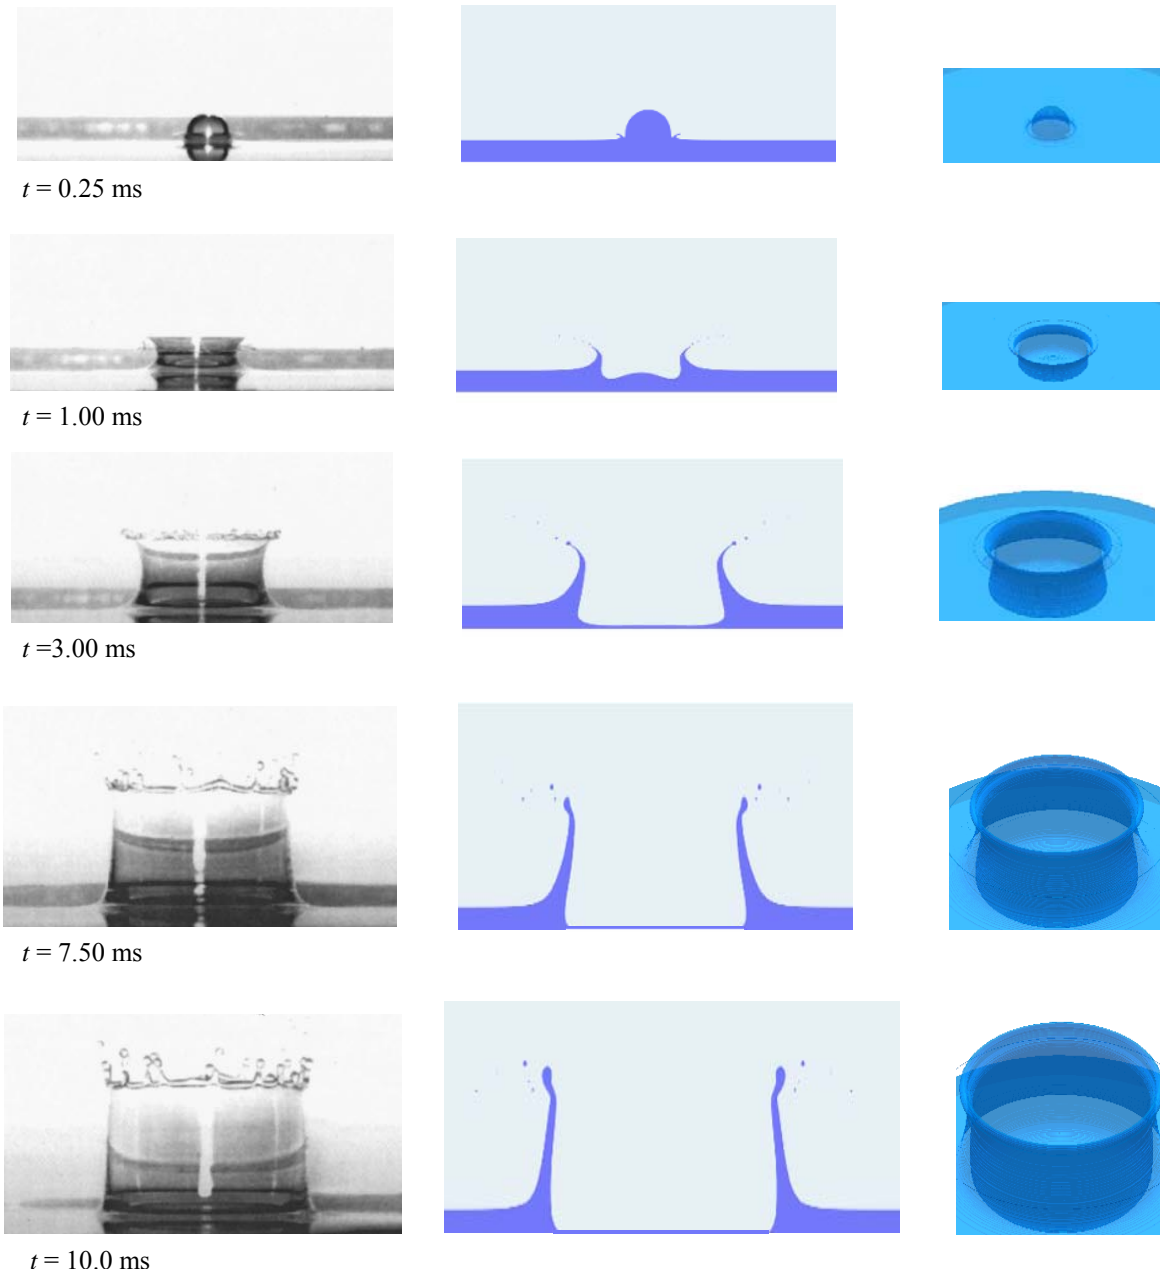 t = 0.25 ms
t = 1.00 ms
t =3.00 ms
t = 7.50 ms
t = 10.0 ms